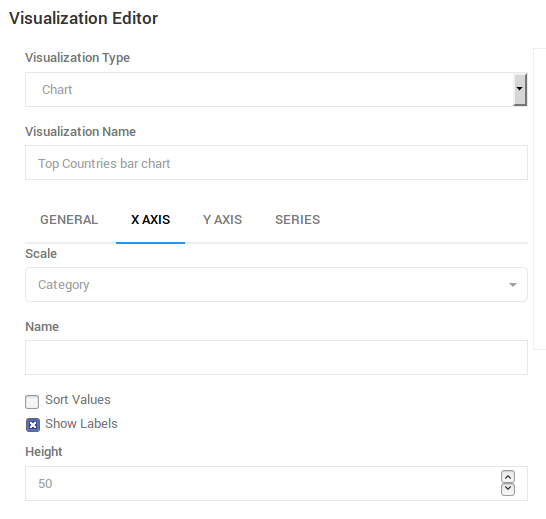 Visualization Editor
Visualization Type
Chart
Visualization Name
Top Countries bar chart
GENERAL X AXIS Y AXIS SERIES
Scale
Category
Name
Sort Values
Show Labels
Height
50